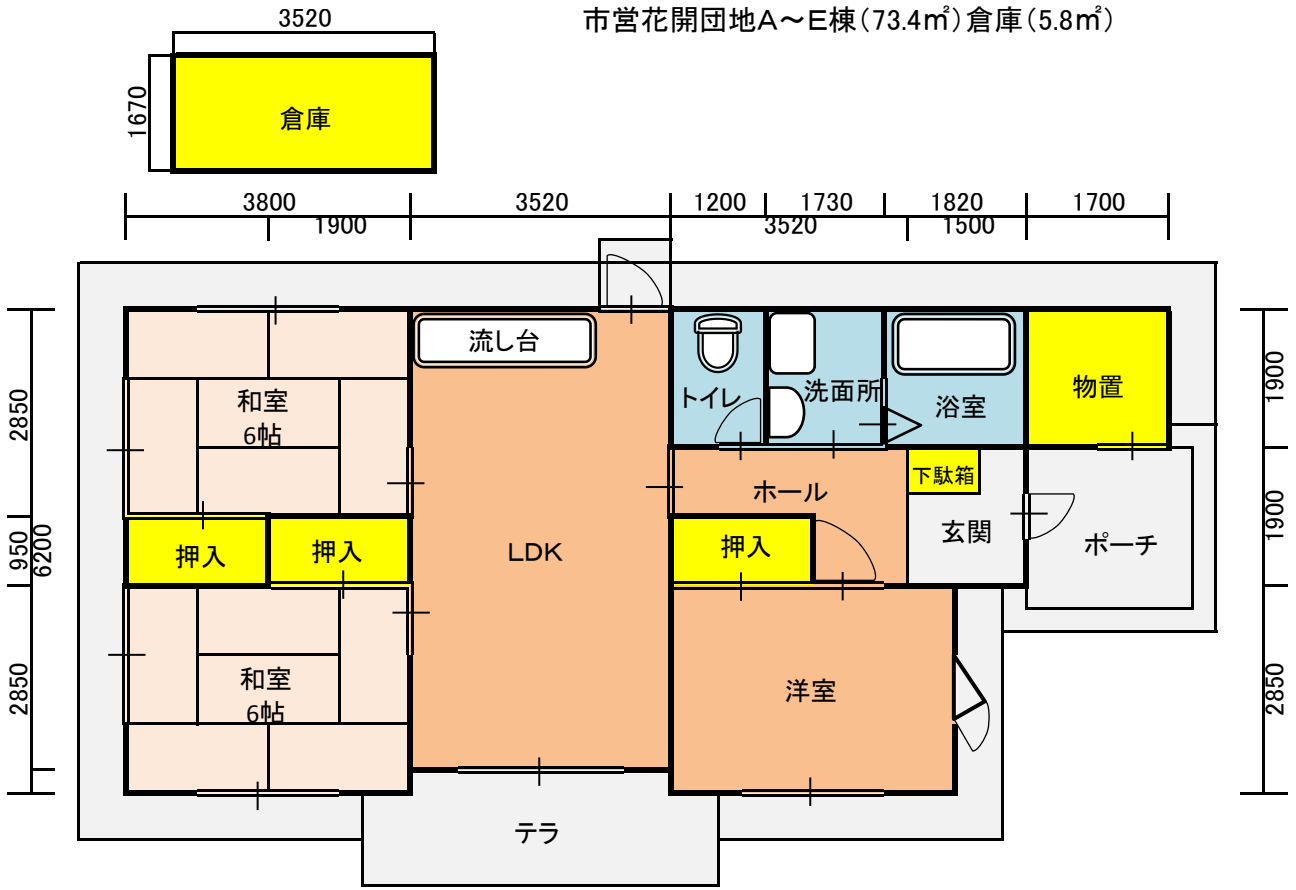 市営花開団地A～E棟(73.4㎡)倉庫(5.8㎡)
3520
1670
倉庫
3800
3520
1200
1730
1820
1700
1900
3520
1500
流し台
トイレ
洗面所
浴室
物置
和室
6帖
2850
1900
下駄箱
ホール
玄関
ポーチ
押入
押入
LDK
押入
950
6200
1900
和室
6帖
洋室
2850
2850
テラ